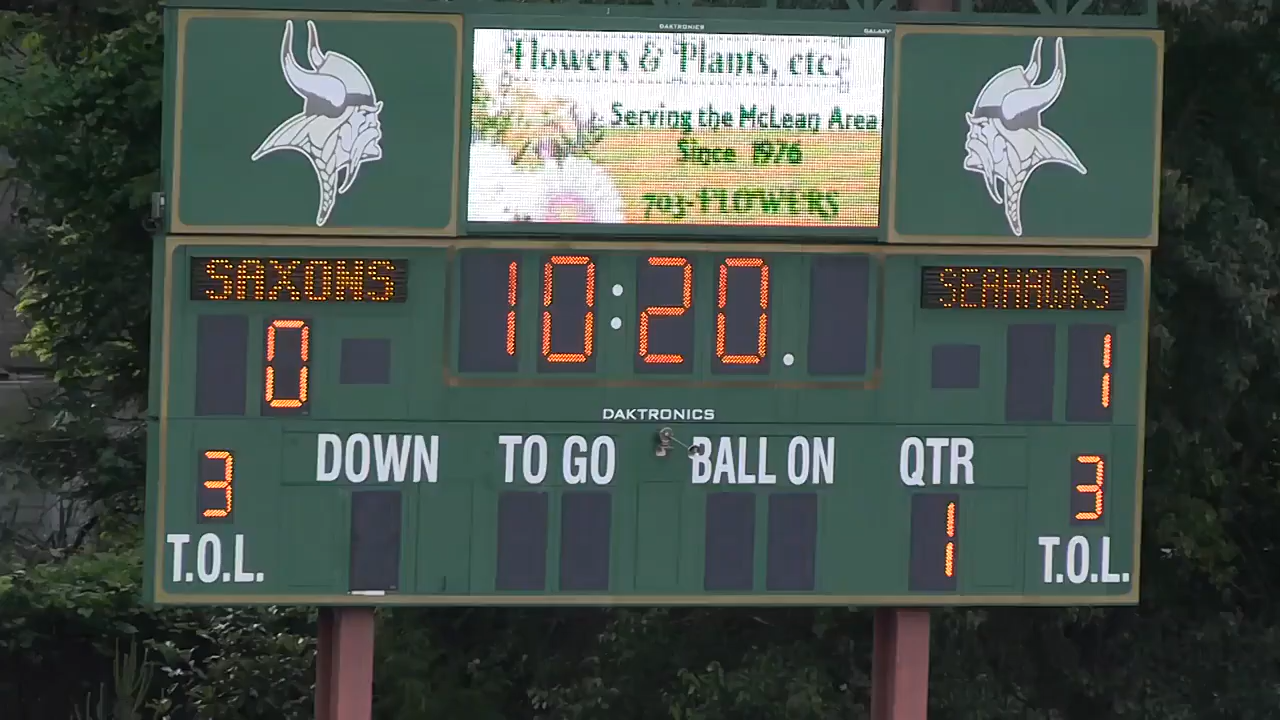 DAKTRONICS
GALAXY
Flowers & Plants, etc.
Serving the McLean Area
Since 1976
703-FLOWERS
SAXONS
10:20.
SEAHAWKS
0
1
DAKTRONICS
DOWN TO GO BALL ON QTR
3
1
3
T.O.L.
T.O.L.